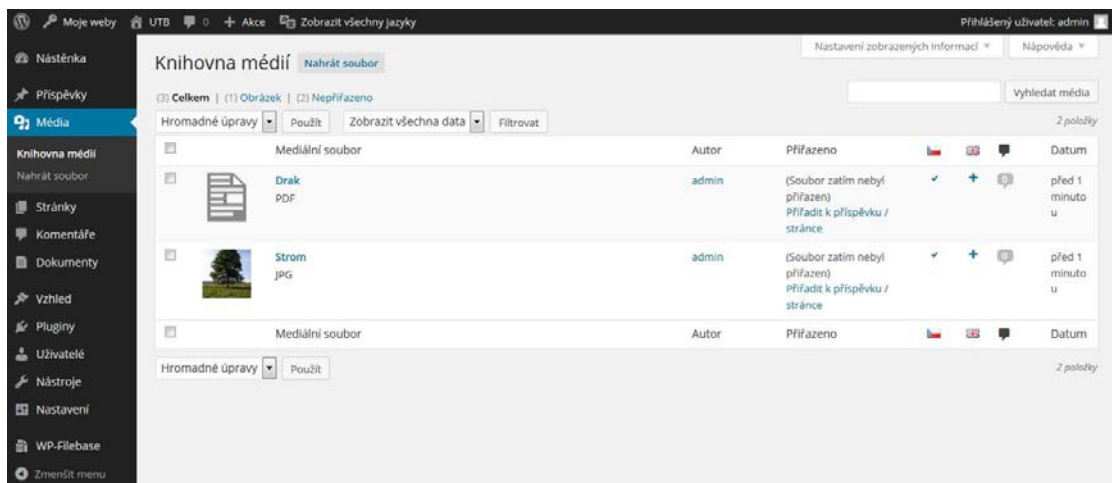 Moje weby UTB 0 + Akce Zobrazit všechny jazyky Přihlášený uživatel: admin
Nástěnka
Příspěvky
Média
Knihovna médií
Nahrát soubor
Stránky
Komentáře
Dokumenty
Vzhled
Pluginy
Uživatelé
Nástroje
Nastavení
WP-Filebase
Zmenšit menu
Nastavení zobrazených informací Nápověda
Knihovna médií Nahrát soubor
(3) Celkem | (1) Obrázek | (2) Nepřiřazeno
Vyhledat média
Hromadné úpravy Použít Zobrazit všechna data Filtrovat 2 položky
Mediální soubor Autor Přiřazeno Datum
Drak admin (Soubor zatím nebyl 0 před 1
PDF přiřazen) minuto
Přiřadit k příspěvku / u
stránce
Strom admin (Soubor zatím nebyl 0 před 1
JPG přiřazen) minuto
Přiřadit k příspěvku / u
stránce
Mediální soubor Autor Přiřazeno Datum
Hromadné úpravy Použít 2 položky